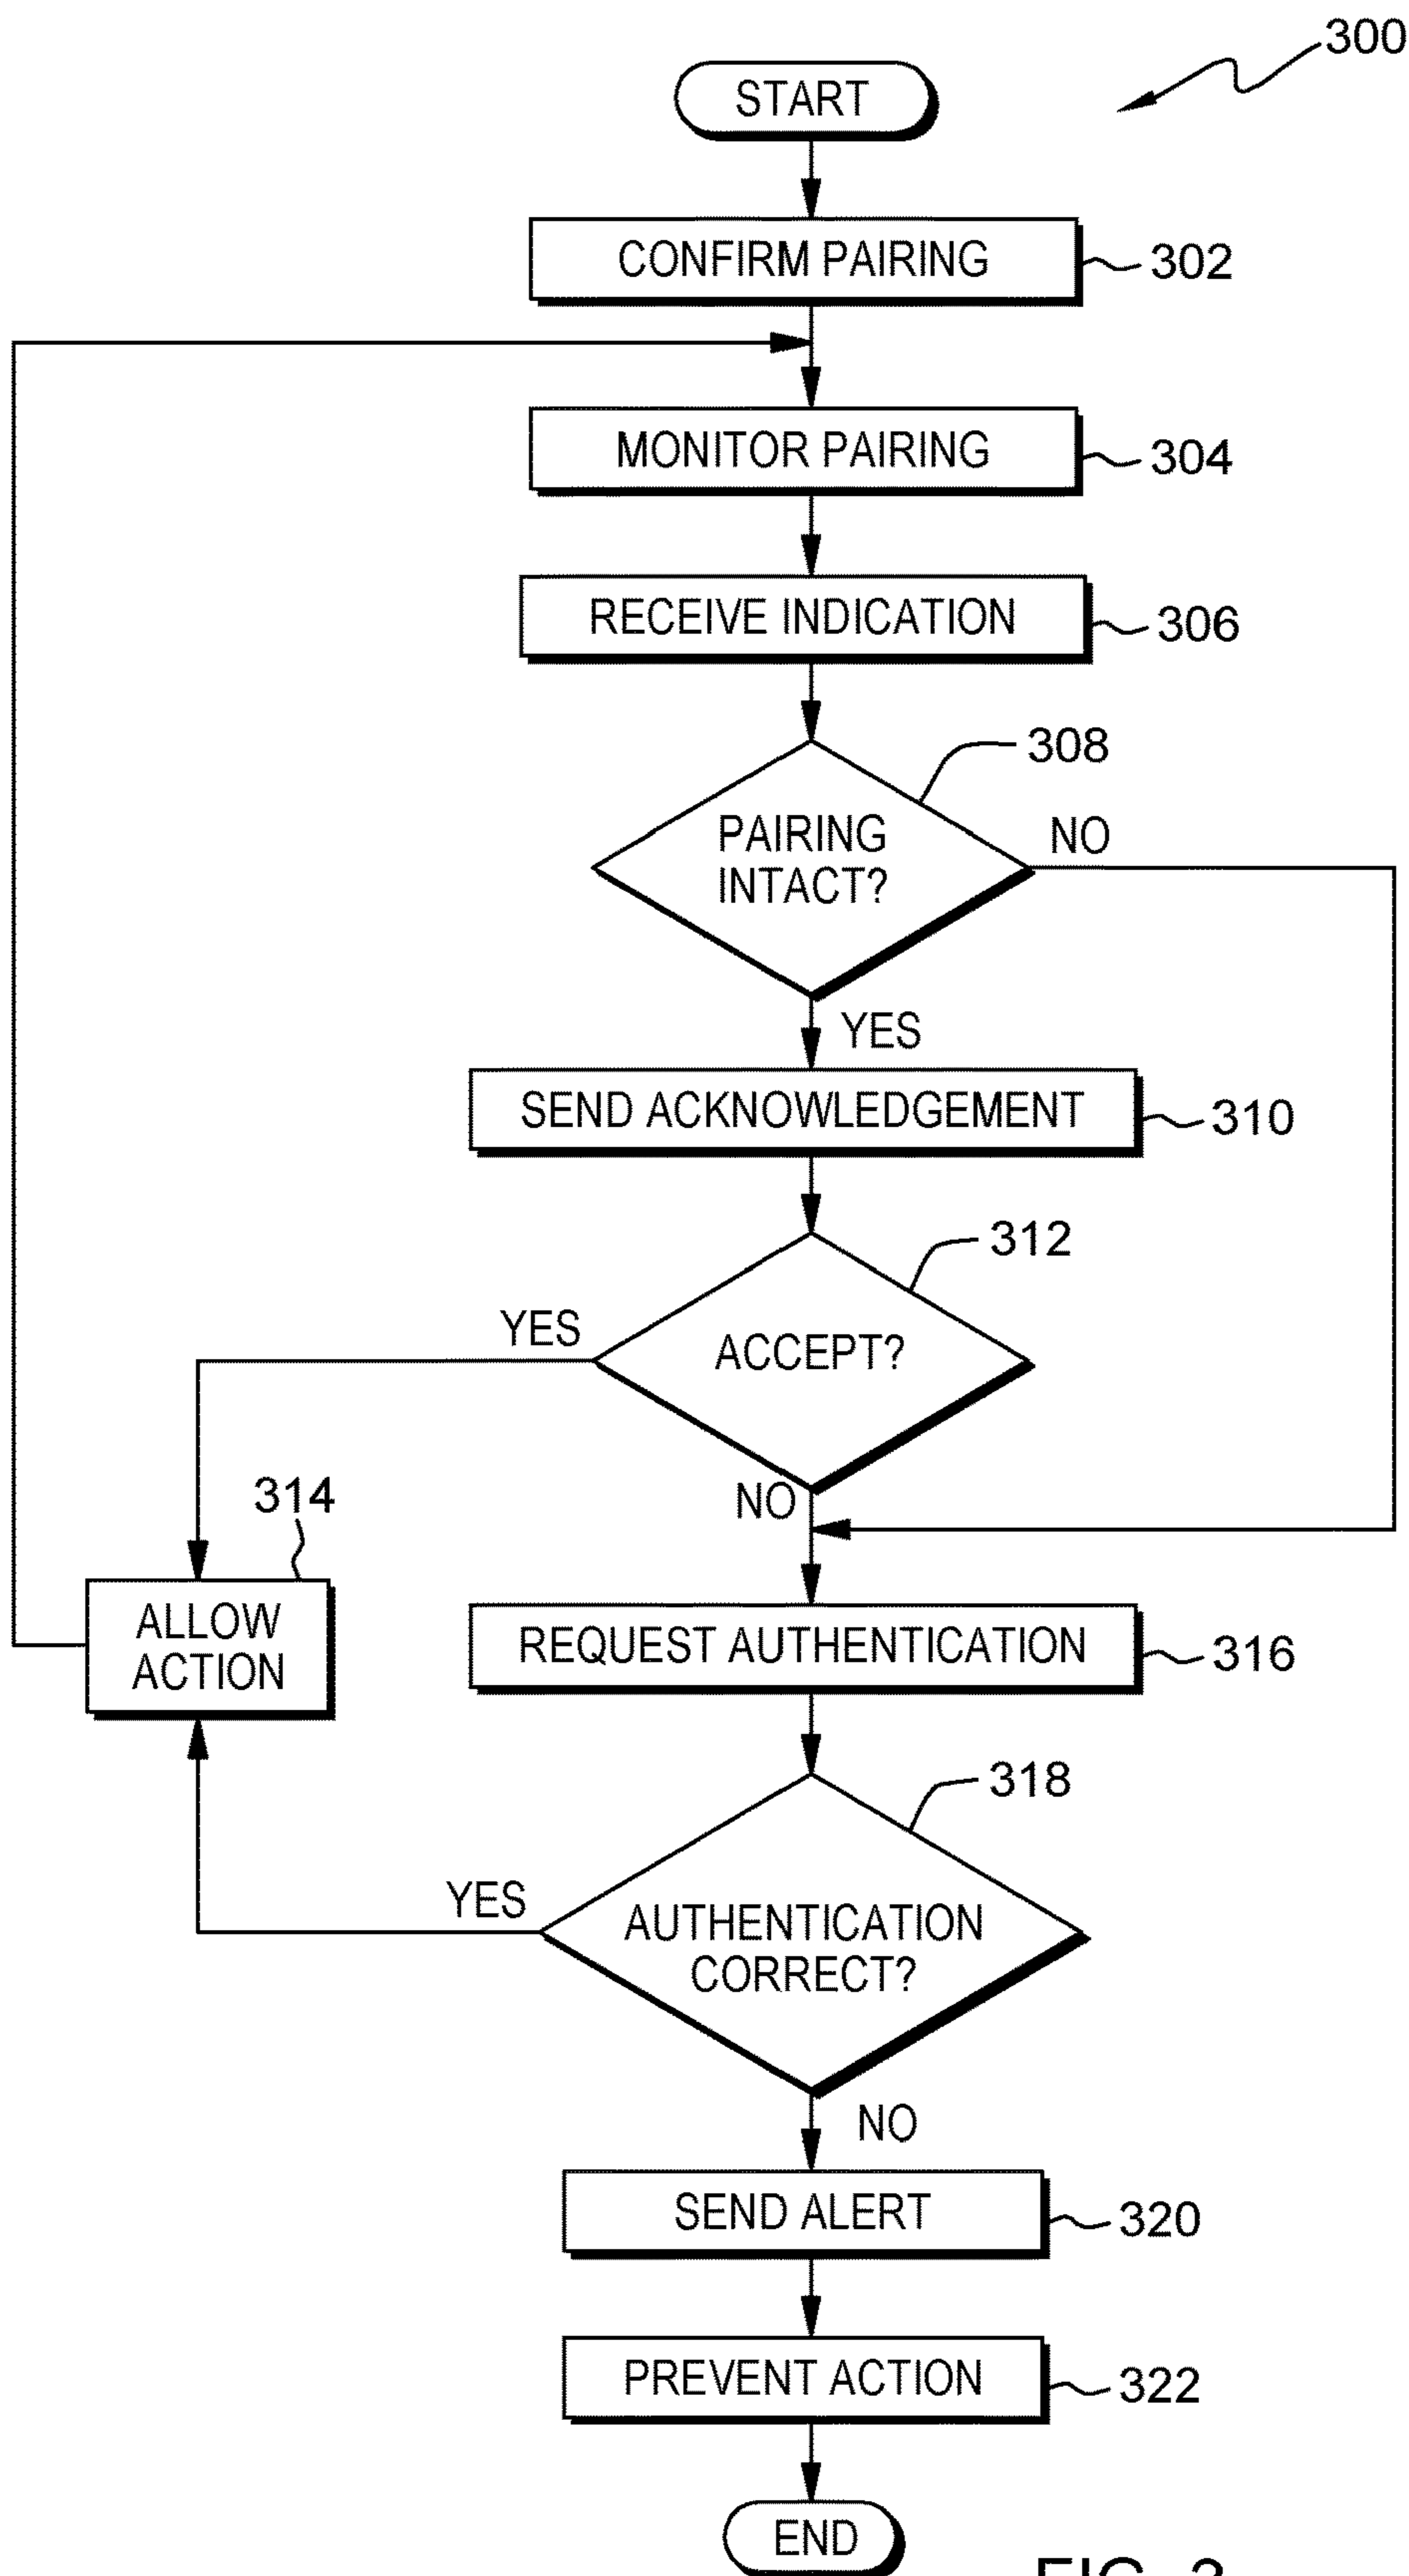 300
START
CONFIRM PAIRING
302
MONITOR PAIRING
304
RECEIVE INDICATION
306
308
PAIRING
INTACT?
NO
YES
SEND ACKNOWLEDGEMENT
310
312
YES
ACCEPT?
NO
314
ALLOW
ACTION
REQUEST AUTHENTICATION
316
318
YES
AUTHENTICATION
CORRECT?
NO
SEND ALERT
320
PREVENT ACTION
322
END
FIG. 3